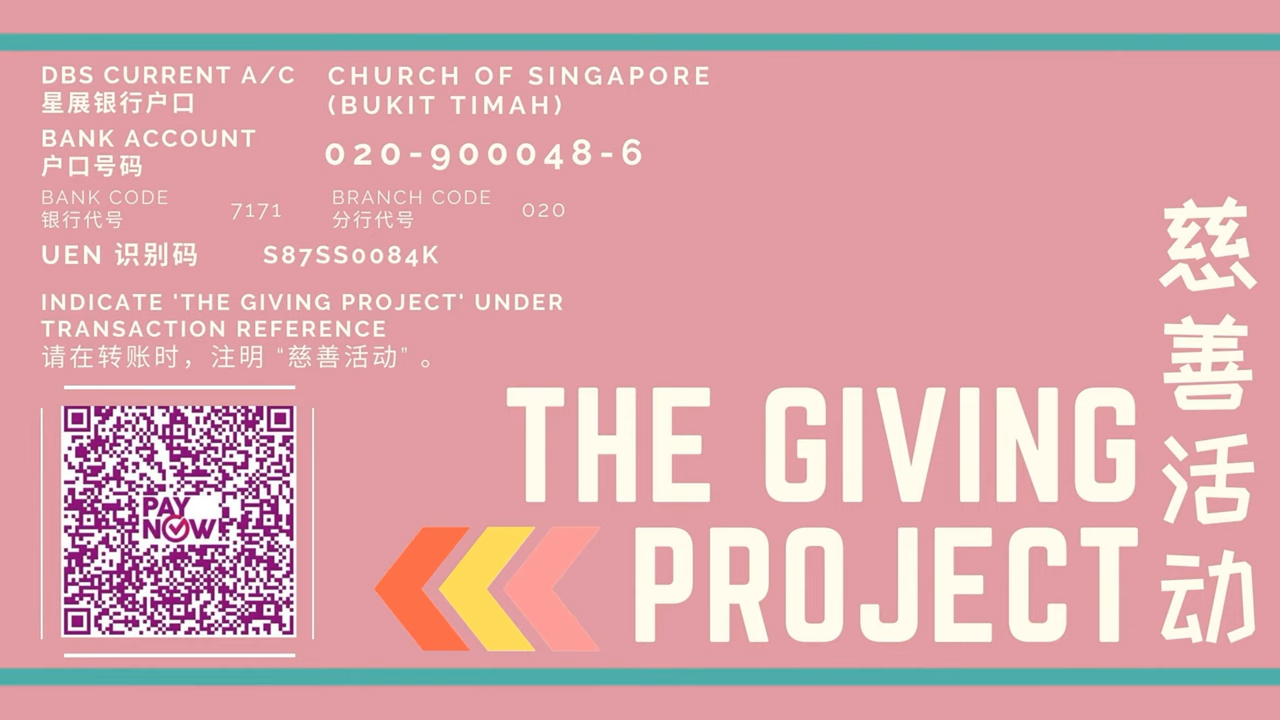 DBS CURRENT A/C
星展银行户口
CHURCH OF SINGAPORE
(BUKIT TIMAH)
BANK ACCOUNT
户口号码
020-900048-6
BANK CODE
银行代号
7171
BRANCH CODE
分行代号
020
UEN 识别码
S87SS0084K
INDICATE 'THE GIVING PROJECT' UNDER
TRANSACTION REFERENCE
请在转账时，注明 “慈善活动” 。
PAY
NOW
THE GIVING
PROJECT
慈善活动